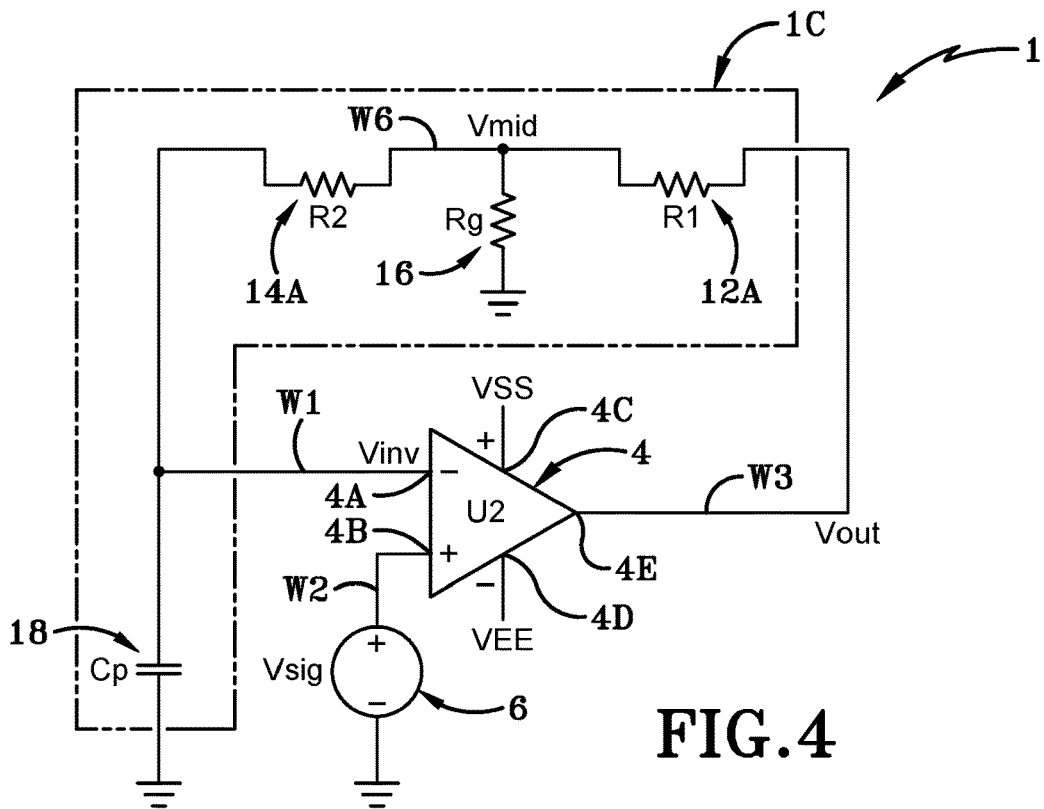 1C
1
W6
Vmid
R2
Rg
R1
16
14A
12A
VSS
W1
4C
Vinv
+
4
4A
−
W3
U2
4B
+
Vout
4E
W2
−
4D
18
VEE
+
Cp
Vsig
−
6
FIG.4